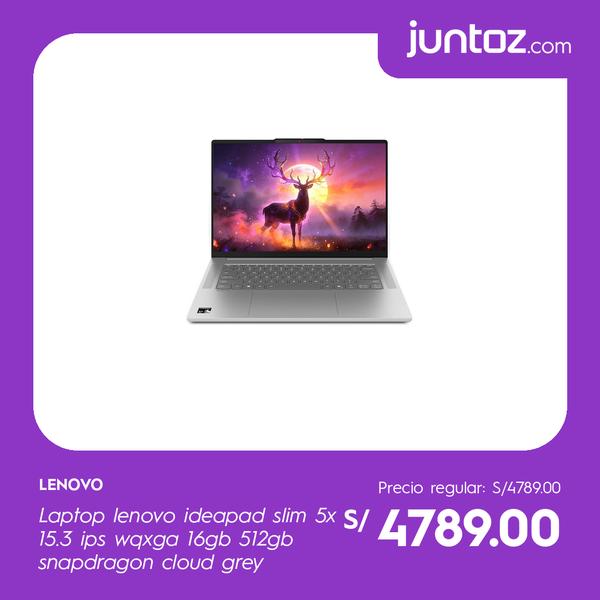 juntoz.com
LENOVO
Laptop lenovo ideapad slim 5x
15.3 ips wqxga 16gb 512gb
snapdragon cloud grey
Precio regular: S/4789.00
S/ 4789.00